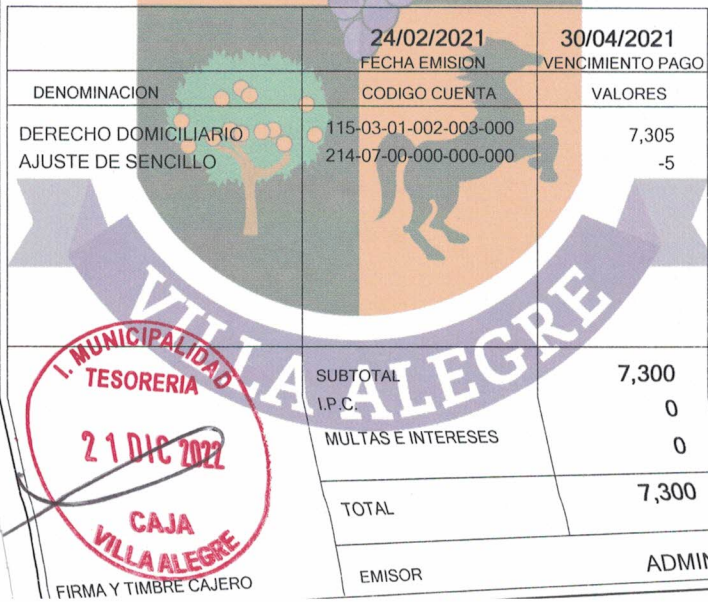 24/02/2021 30/04/2021
FECHA EMISION VENCIMIENTO PAGO
DENOMINACION CODIGO CUENTA VALORES
DERECHO DOMICILIARIO 115-03-01-002-003-000 7,305
AJUSTE DE SENCILLO 214-07-00-000-000-000 -5
VILLA ALEGRE
I. MUNICIPALIDAD
TESORERIA
21 DIC 2022
CAJA
VILLA ALEGRE
SUBTOTAL 7,300
I.P.C. 0
MULTAS E INTERESES 0
TOTAL 7,300
FIRMA Y TIMBRE CAJERO EMISOR ADMIN